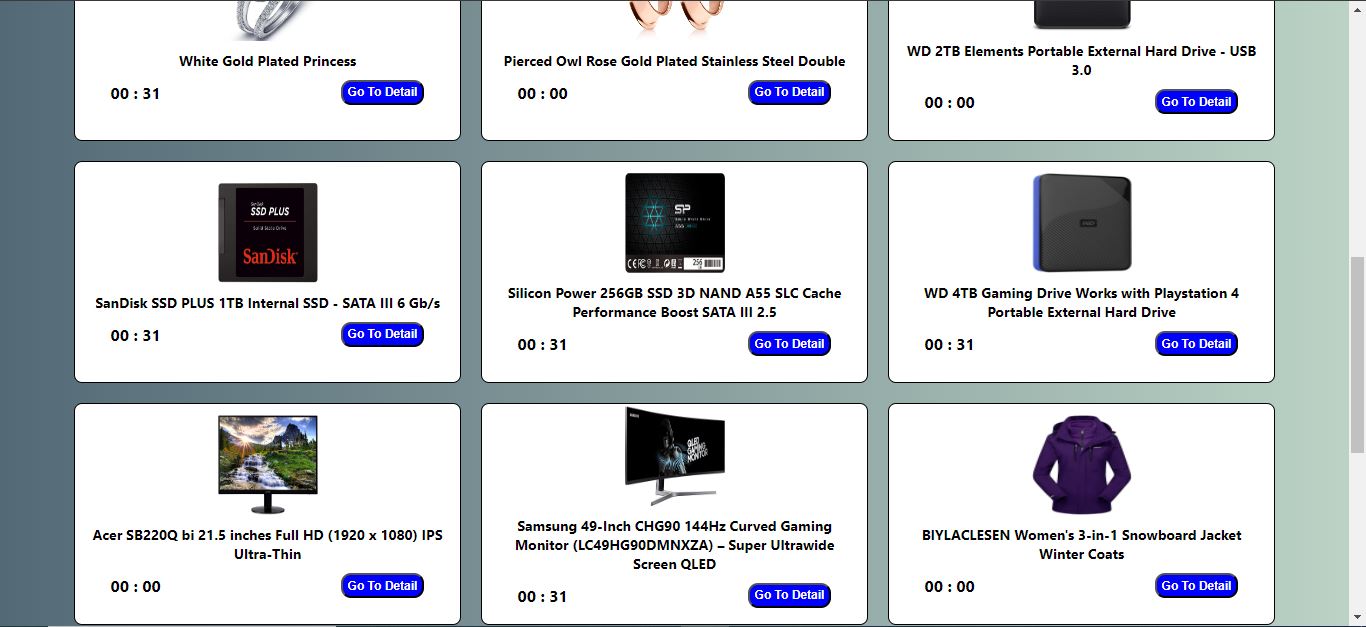 White Gold Plated Princess
00 : 31
Go To Detail
Pierced Owl Rose Gold Plated Stainless Steel Double
00 : 00
Go To Detail
WD 2TB Elements Portable External Hard Drive - USB
3.0
00 : 00
Go To Detail
SSD PLUS
Solid State Drive
SanDisk
SanDisk SSD PLUS 1TB Internal SSD - SATA III 6 Gb/s
00 : 31
Go To Detail
SP
256
Silicon Power 256GB SSD 3D NAND A55 SLC Cache
Performance Boost SATA III 2.5
00 : 31
Go To Detail
WD
WD 4TB Gaming Drive Works with Playstation 4
Portable External Hard Drive
00 : 31
Go To Detail
Acer SB220Q bi 21.5 inches Full HD (1920 x 1080) IPS
Ultra-Thin
00 : 00
Go To Detail
QLED
GAMING
MONITOR
Samsung 49-Inch CHG90 144Hz Curved Gaming
Monitor (LC49HG90DMNXZA) – Super Ultrawide
Screen QLED
00 : 31
Go To Detail
BIYLACLESEN Women's 3-in-1 Snowboard Jacket
Winter Coats
00 : 00
Go To Detail